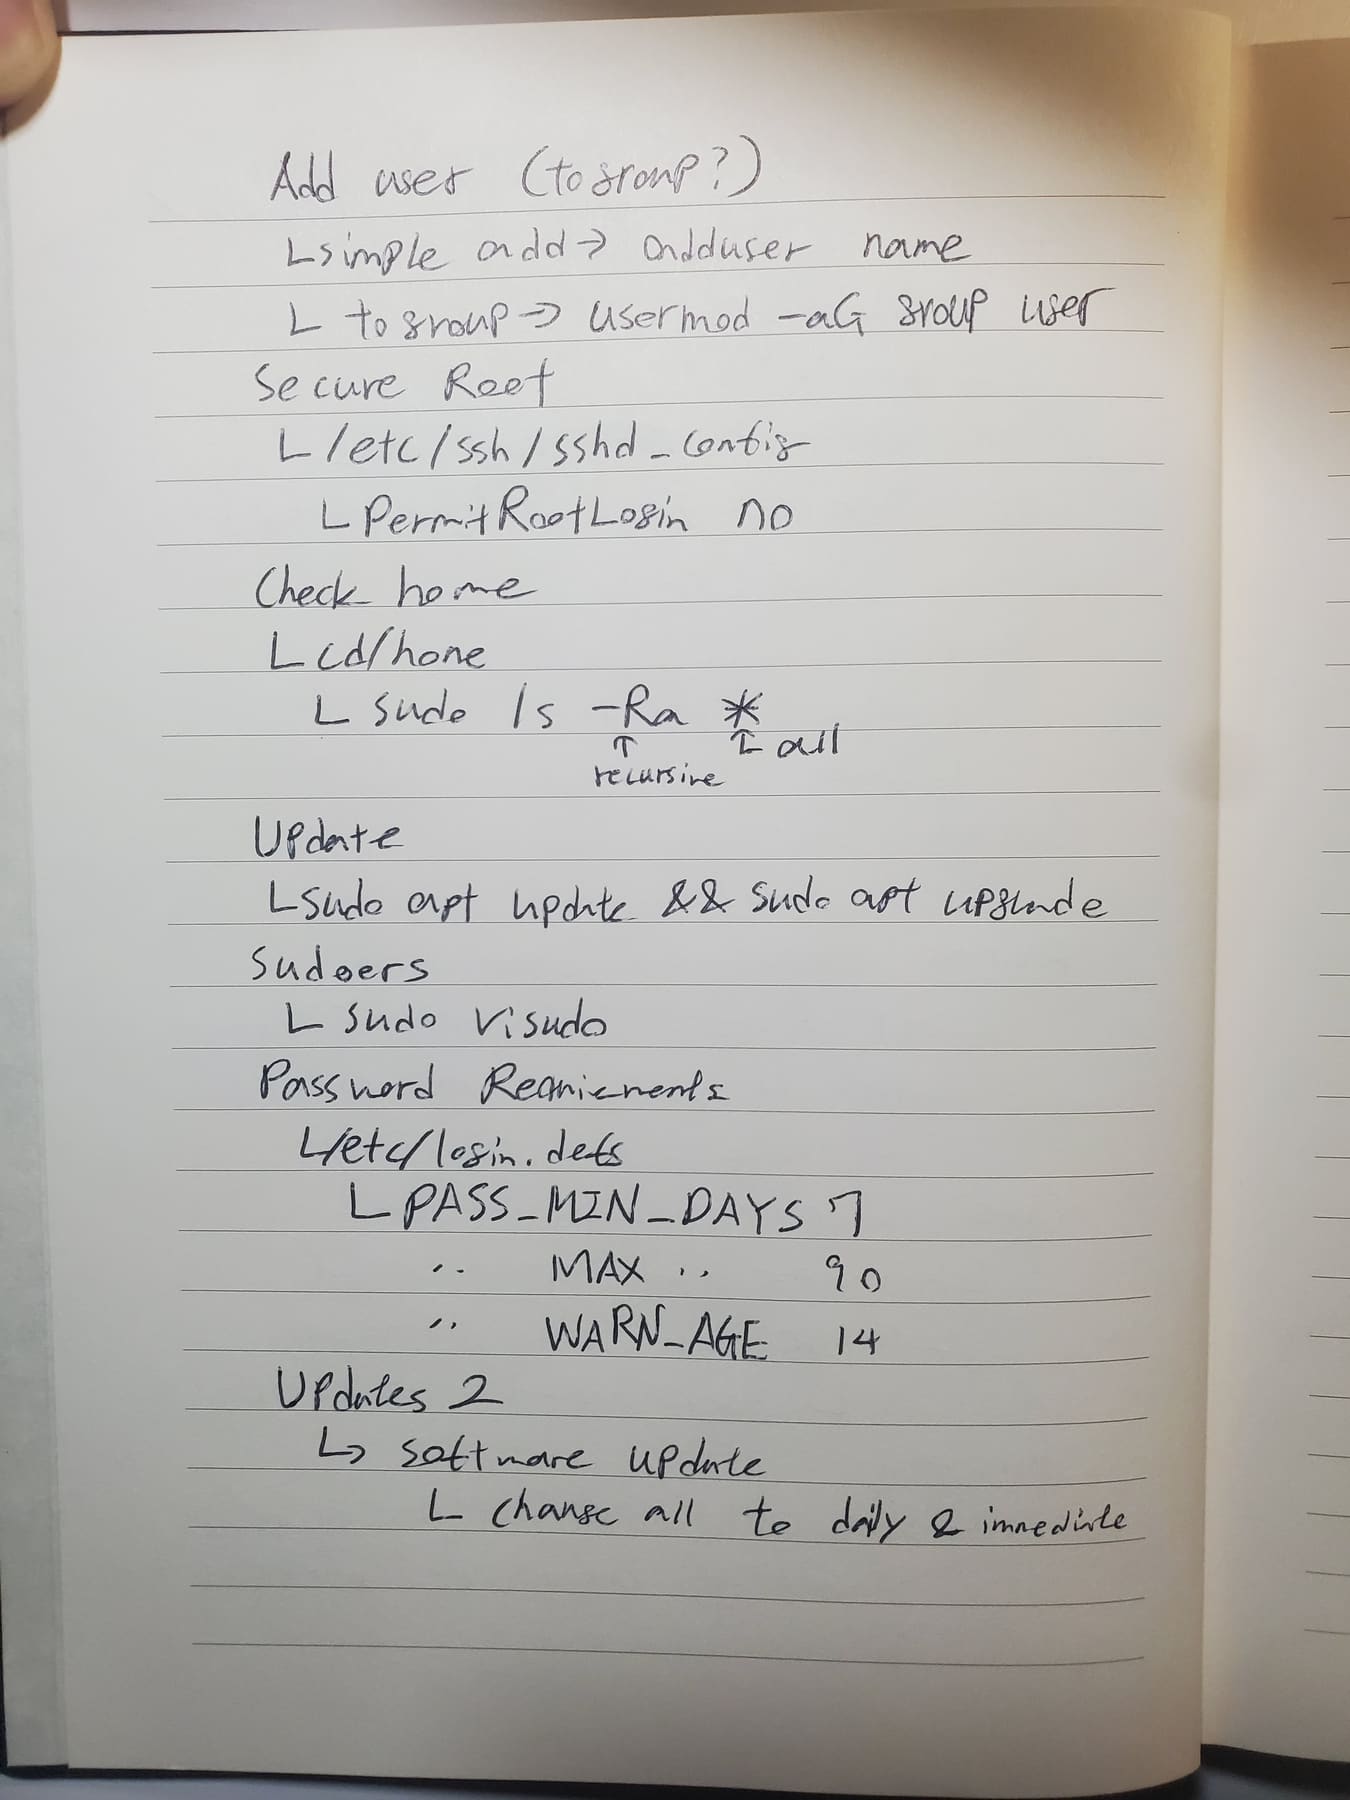 Add user (to group?)
L simple add → adduser name
L to group → usermod -aG group user
Secure Root
L /etc/ssh/sshd_config
L PermitRootLogin no
Check home
L cd/home
L sudo ls -Ra *
↑ ↑ all
recursive
Update
L sudo apt update && sudo apt upgrade
Sudoers
L sudo visudo
Password Requirements
L /etc/login.defs
L PASS_MIN_DAYS 7
" MAX " 90
" WARN_AGE 14
Updates 2
↳ software update
L change all to daily & immediate